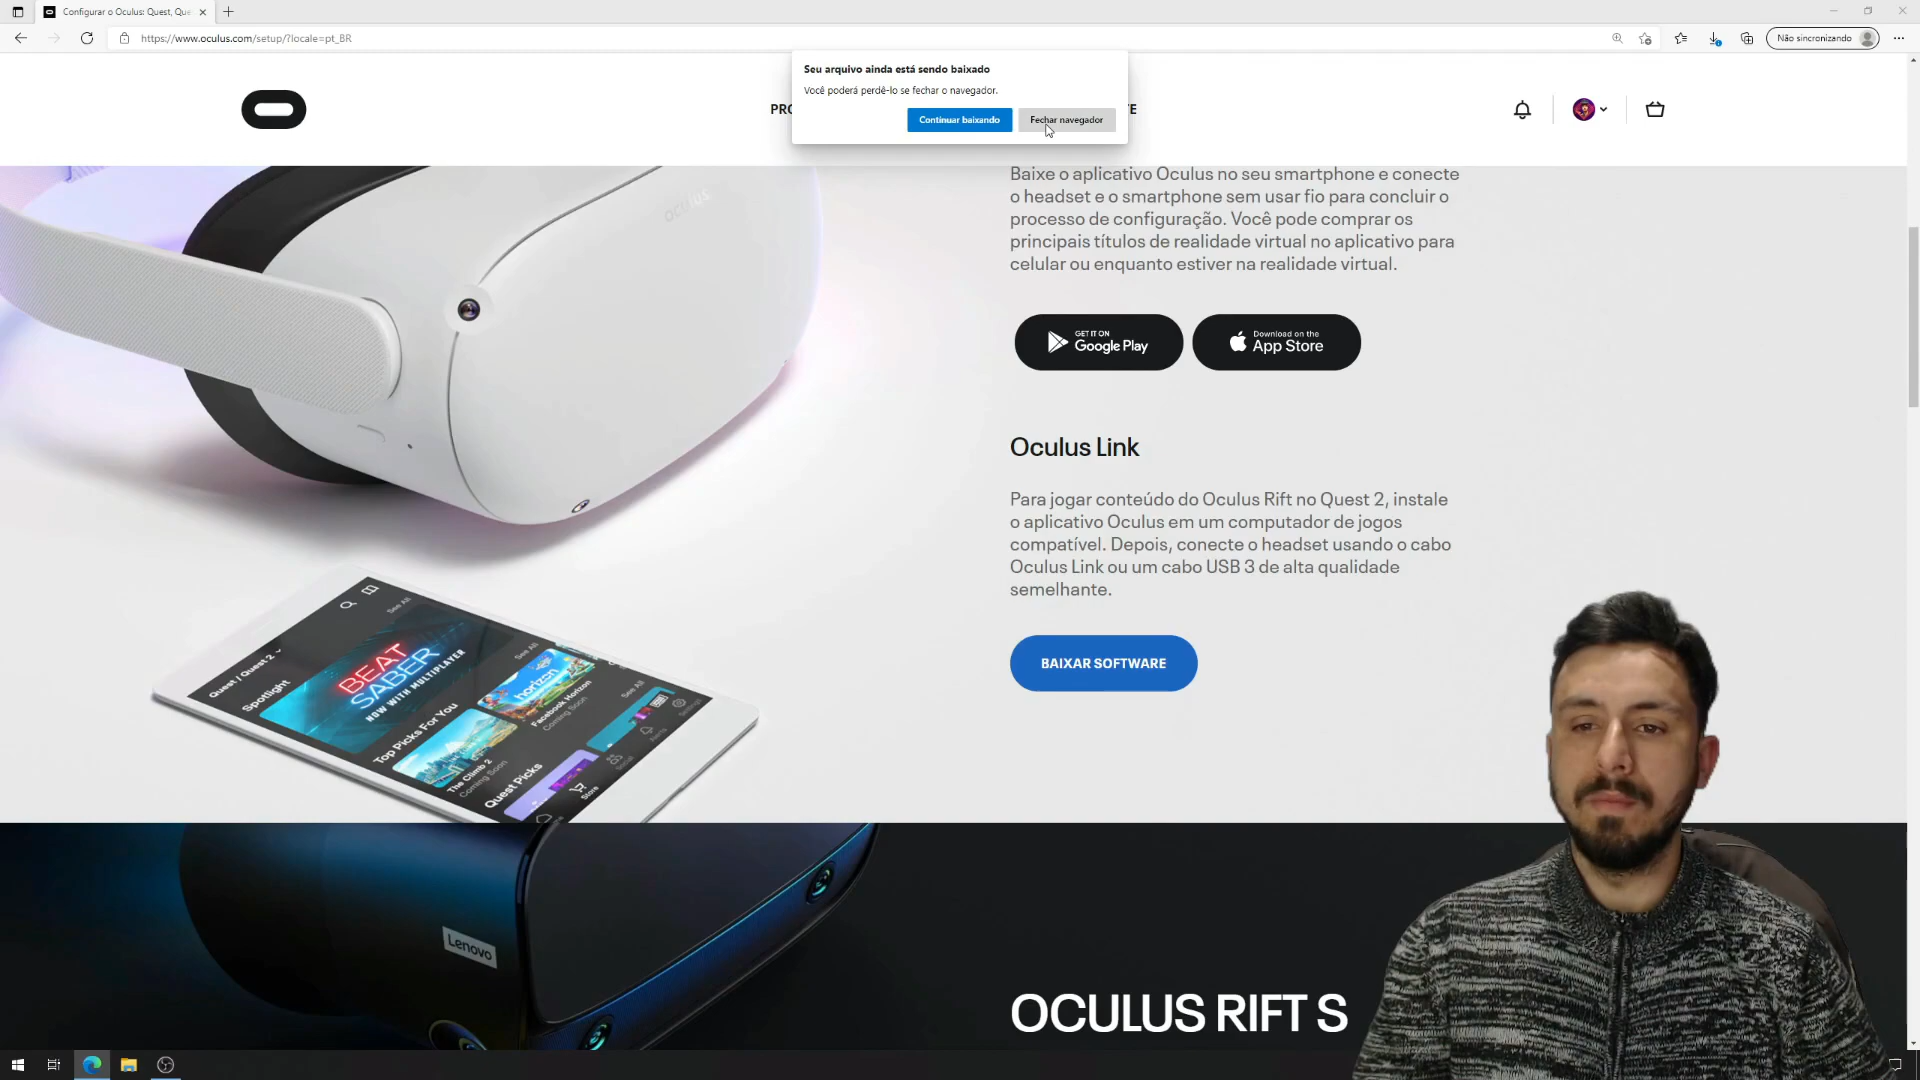 Configurar o Oculus: Quest, Que
https://www.oculus.com/setup/?locale=pt_BR
Não sincronizando
Seu arquivo ainda está sendo baixado
Você poderá perdê-lo se fechar o navegador.
Continuar baixando
Fechar navegador
Baixe o aplicativo Oculus no seu smartphone e conecte
o headset e o smartphone sem usar fio para concluir o
processo de configuração. Você pode comprar os
principais títulos de realidade virtual no aplicativo para
celular ou enquanto estiver na realidade virtual.
GET IT ON
Google Play
Download on the
App Store
Oculus Link
Para jogar conteúdo do Oculus Rift no Quest 2, instale
o aplicativo Oculus em um computador de jogos
compatível. Depois, conecte o headset usando o cabo
Oculus Link ou um cabo USB 3 de alta qualidade
semelhante.
BAIXAR SOFTWARE
oculus
See All
Quest / Quest 2
Spotlight
BEAT
SABER
NOW WITH MULTIPLAYER
See All
Top Picks For You
horizon
Facebook Horizon
Coming Soon
The Climb 2
Coming Soon
See All
Quest Picks
Store
Lenovo
OCULUS RIFT S